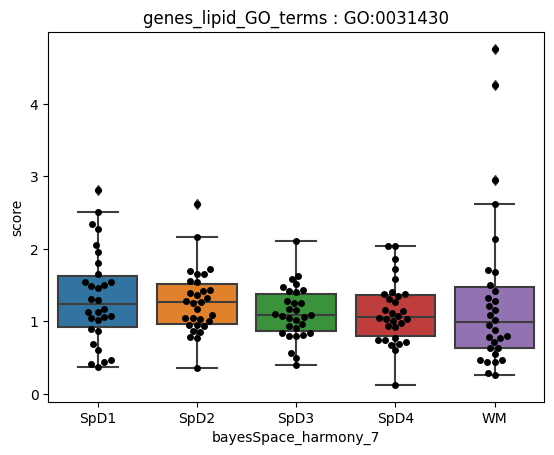 genes_lipid_GO_terms : GO:0031430
score
4
3
2
1
0
SpD1 SpD2 SpD3 SpD4 WM
bayesSpace_harmony_7